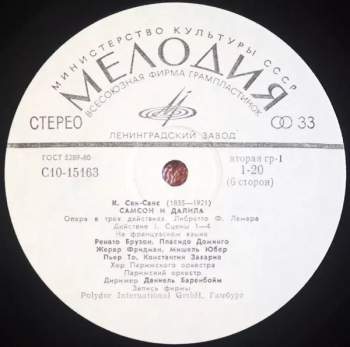 МИНИСТЕРСТВО КУЛЬТУРЫ СССР
МЕЛОДИЯ
ВСЕСОЮЗНАЯ ФИРМА ГРАМПЛАСТИНОК
СТЕРЕО
33
ЛЕНИНГРАДСКИЙ ЗАВОД
ГОСТ 5289-80
вторая гр-1
С10-15163
1-20
(6 сторон)
К. Сен-Санс (1835—1921)
САМСОН И ДАЛИЛА
Опера в трех действиях. Либретто Ф. Лемера
Действие I. Сцены 1—4
На французском языке
Ренато Брузон, Пласидо Доминго
Жерар Фридман, Мишель Юбер
Пьер То, Константин Захариа
Хор Парижского оркестра
Парижский оркестр
Дирижер Даниель Баренбойм
Запись фирмы
Polydor International GmbH, Гамбург